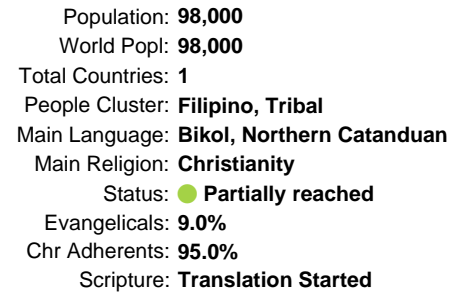 Population: 98,000
World Popl: 98,000
Total Countries: 1
People Cluster: Filipino, Tribal
Main Language: Bikol, Northern Catanduan
Main Religion: Christianity
Status: Partially reached
Evangelicals: 9.0%
Chr Adherents: 95.0%
Scripture: Translation Started